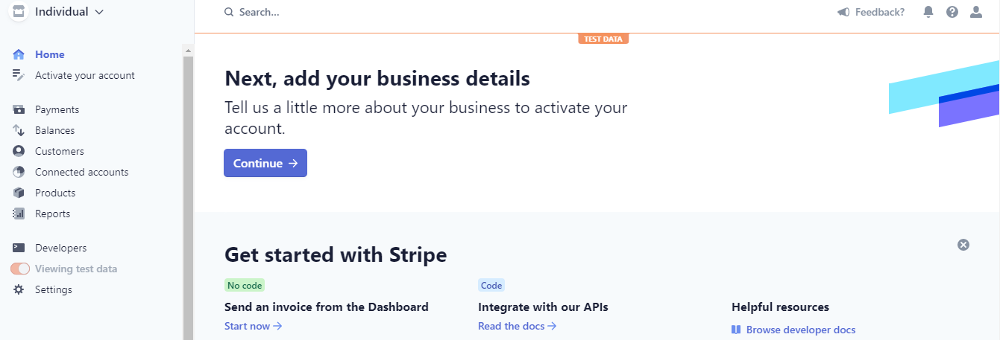 Individual
Search...
Feedback?
TEST DATA
Home
Activate your account
Payments
Balances
Customers
Connected accounts
Products
Reports
Developers
Viewing test data
Settings
Next, add your business details
Tell us a little more about your business to activate your
account.
Continue →
Get started with Stripe
No code
Send an invoice from the Dashboard
Start now →
Code
Integrate with our APIs
Read the docs →
Helpful resources
Browse developer docs